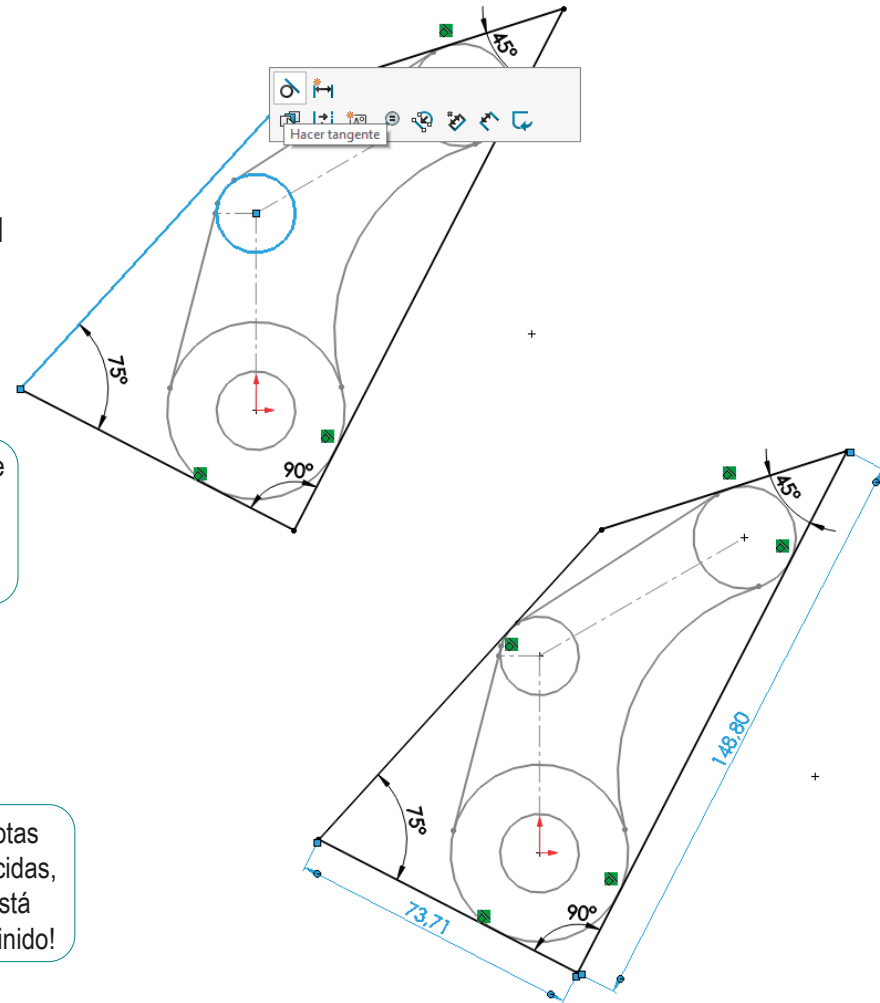 45°
Hacer tangente
75°
90°
45°
148,80
75°
90°
73,71
e
otas
cidas,
stá
inido!